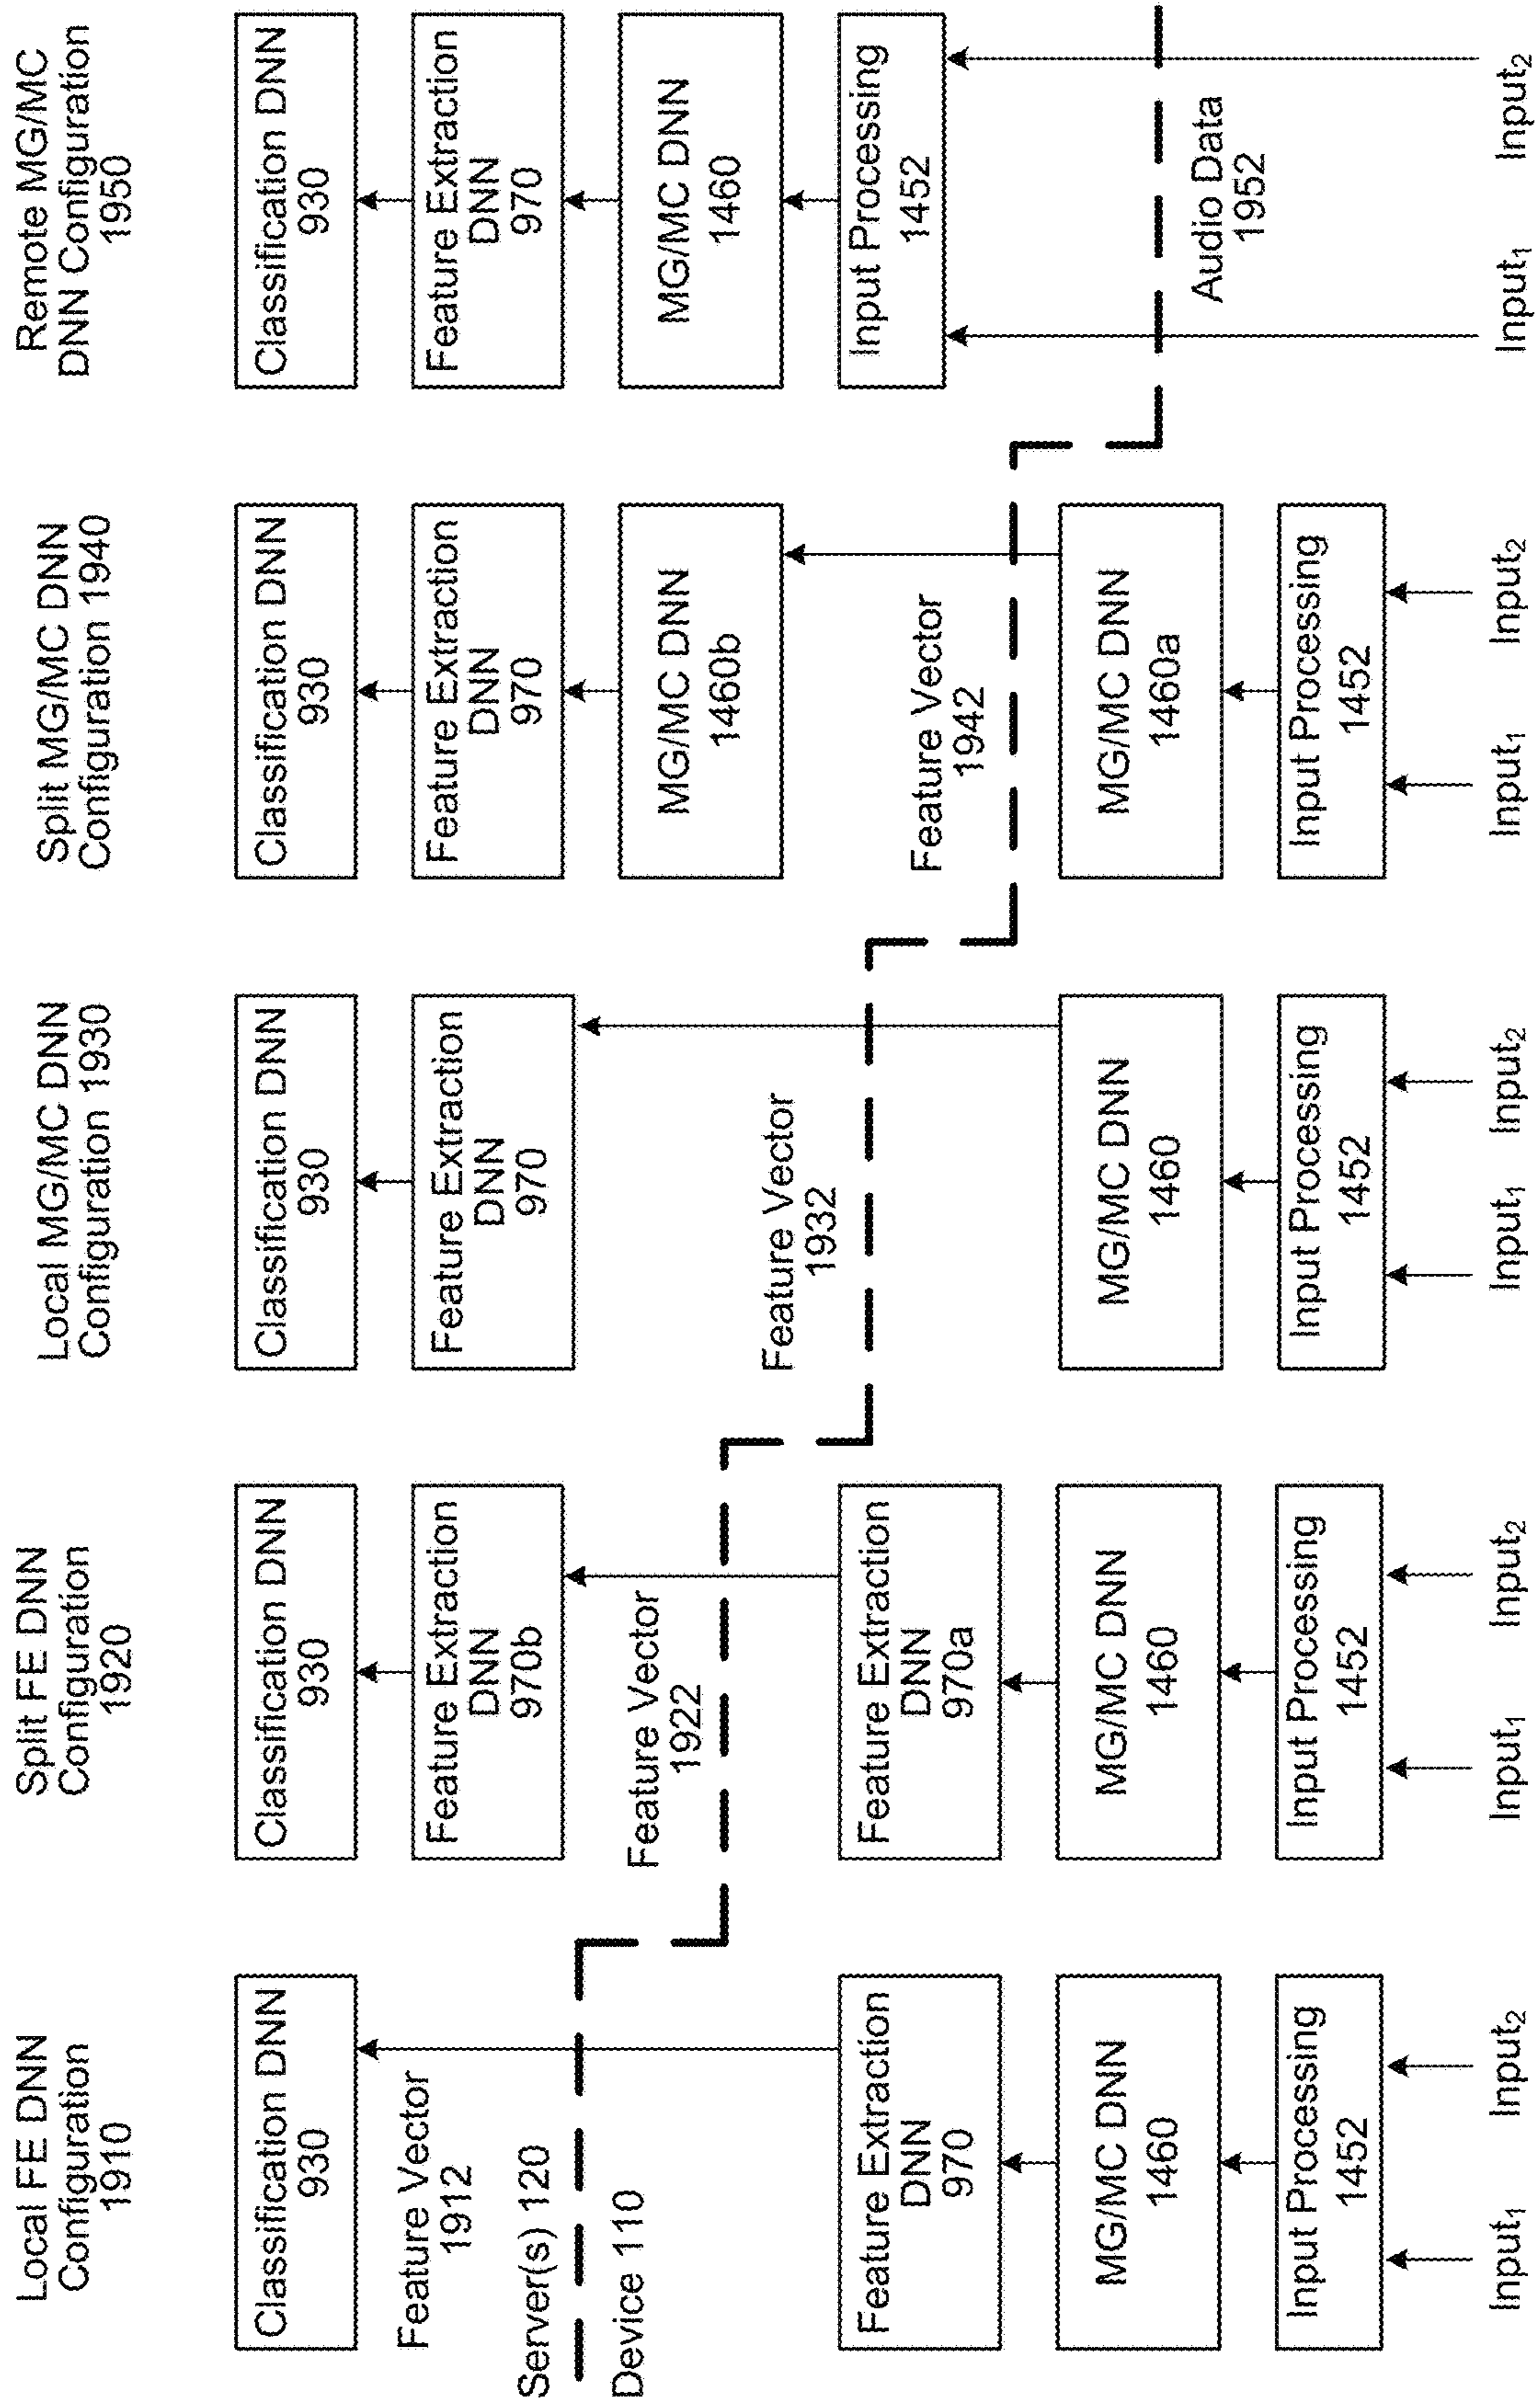 Local FE DNN
Configuration
1910
Classification DNN
930
Feature Vector
1912
Server(s) 120
Device 110
Feature Extraction
DNN
970
MG/MC DNN
1460
Input Processing
1452
Input₁
Input₂
Split FE DNN
Configuration
1920
Classification DNN
930
Feature Extraction
DNN
970b
Feature Vector
1922
Feature Extraction
DNN
970a
MG/MC DNN
1460
Input Processing
1452
Input₁
Input₂
Local MG/MC DNN
Configuration 1930
Classification DNN
930
Feature Extraction
DNN
970
Feature Vector
1932
MG/MC DNN
1460
Input Processing
1452
Input₁
Input₂
Split MG/MC DNN
Configuration 1940
Classification DNN
930
Feature Extraction
DNN
970
MG/MC DNN
1460b
Feature Vector
1942
MG/MC DNN
1460a
Input Processing
1452
Input₁
Input₂
Remote MG/MC
DNN Configuration
1950
Classification DNN
930
Feature Extraction
DNN
970
MG/MC DNN
1460
Input Processing
1452
Audio Data
1952
Input₁
Input₂